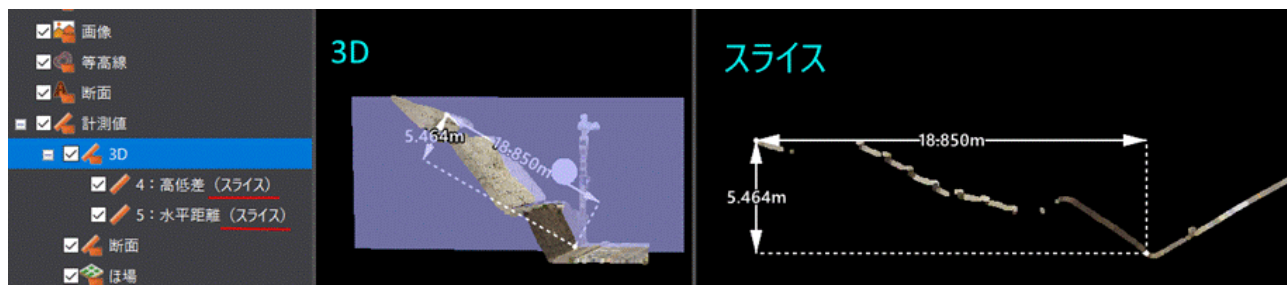 画像
等高線
断面
計測値
3D
4：高低差（スライス）
5：水平距離（スライス）
断面
ほ場
3D
5.464m
18.850m
スライス
18.850m
5.464m